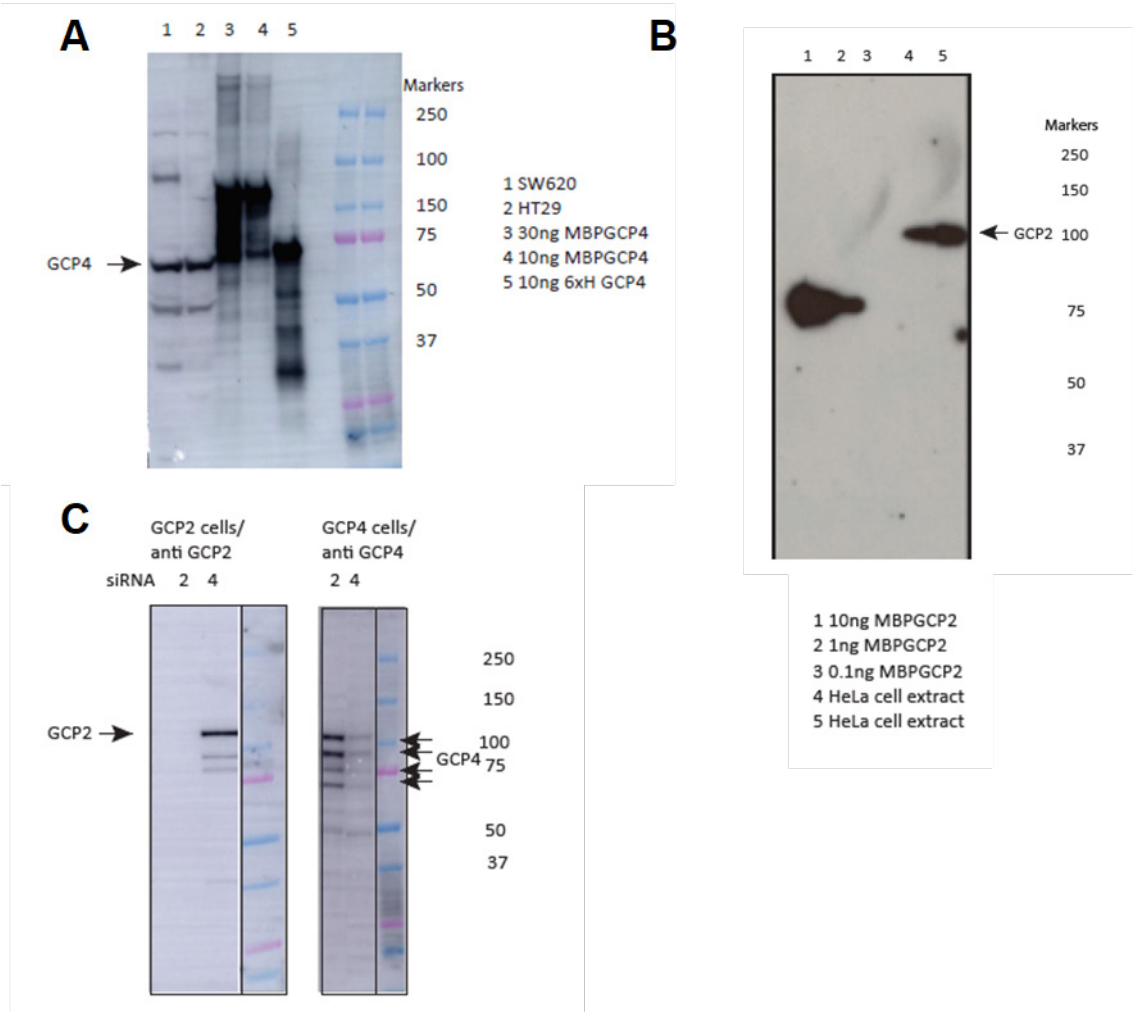 A
1 2 3 4 5
Markers
250
100
150
75
50
37
GCP4
1 SW620
2 HT29
3 30ng MBPGCP4
4 10ng MBPGCP4
5 10ng 6xH GCP4
B
1 2 3 4 5
Markers
250
150
GCP2 100
75
50
37
1 10ng MBPGCP2
2 1ng MBPGCP2
3 0.1ng MBPGCP2
4 HeLa cell extract
5 HeLa cell extract
C
GCP2 cells/
anti GCP2
siRNA 2 4
GCP2
GCP4 cells/
anti GCP4
2 4
250
150
100
GCP4 75
50
37